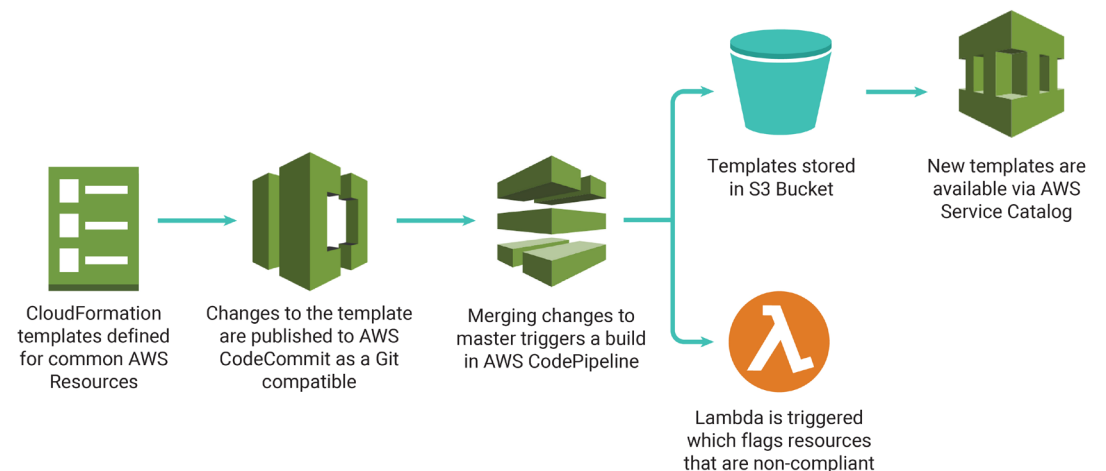 CloudFormation
templates defined
for common AWS
Resources
Changes to the template
are published to AWS
CodeCommit as a Git
compatible
Merging changes to
master triggers a build
in AWS CodePipeline
Templates stored
in S3 Bucket
New templates are
available via AWS
Service Catalog
Lambda is triggered
which flags resources
that are non-compliant